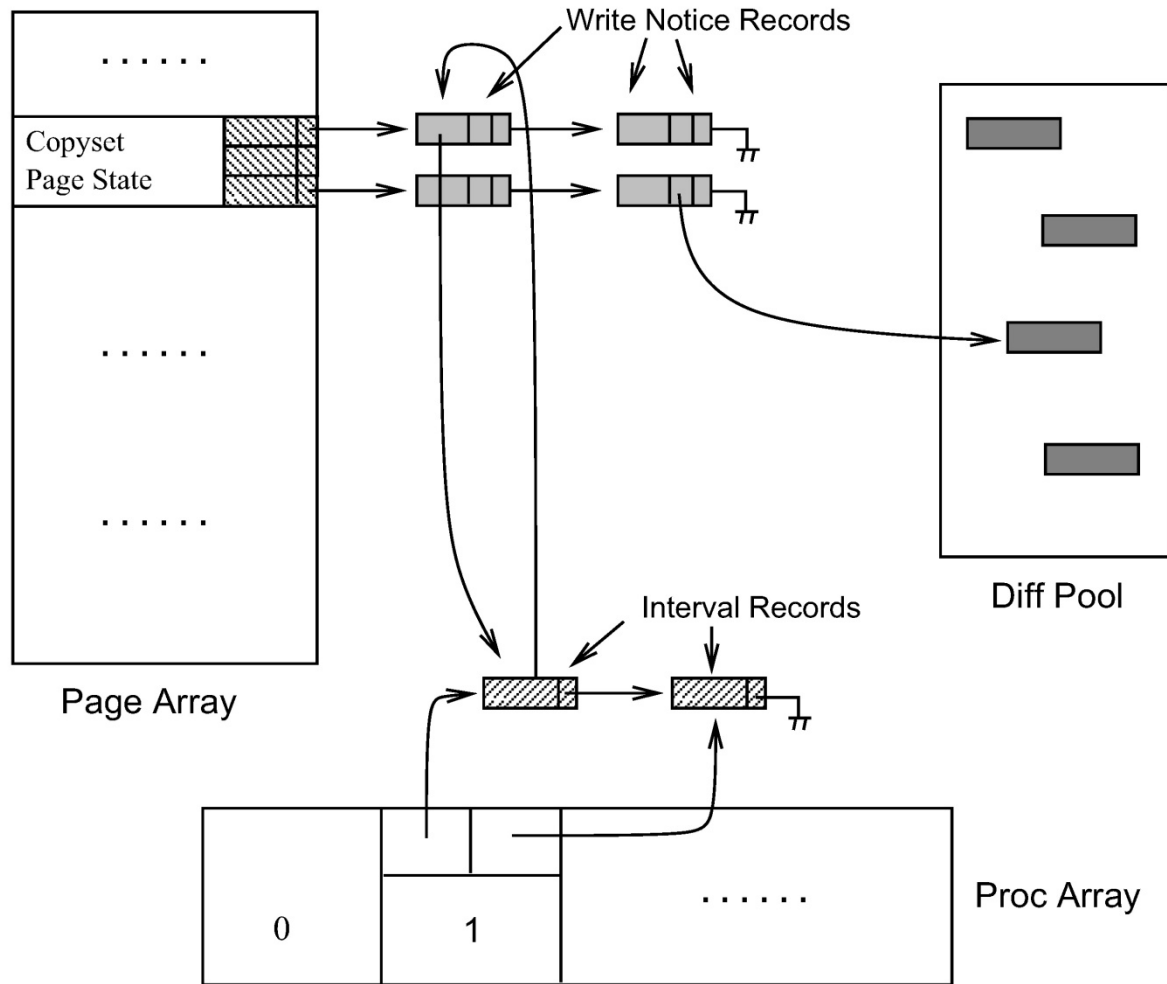 Write Notice Records
. . . . . .
Copyset
Page State
. . . . . .
. . . . . .
Diff Pool
Interval Records
Page Array
. . . . . .
Proc Array
0
1